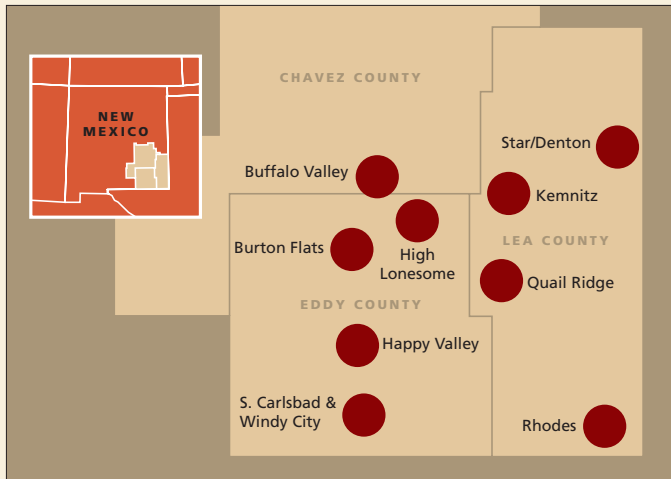 CHAVEZ COUNTY
NEW
MEXICO
Star/Denton
Buffalo Valley
Kemnitz
Burton Flats
High
Lonesome
LEA COUNTY
Quail Ridge
EDDY COUNTY
Happy Valley
S. Carlsbad &
Windy City
Rhodes